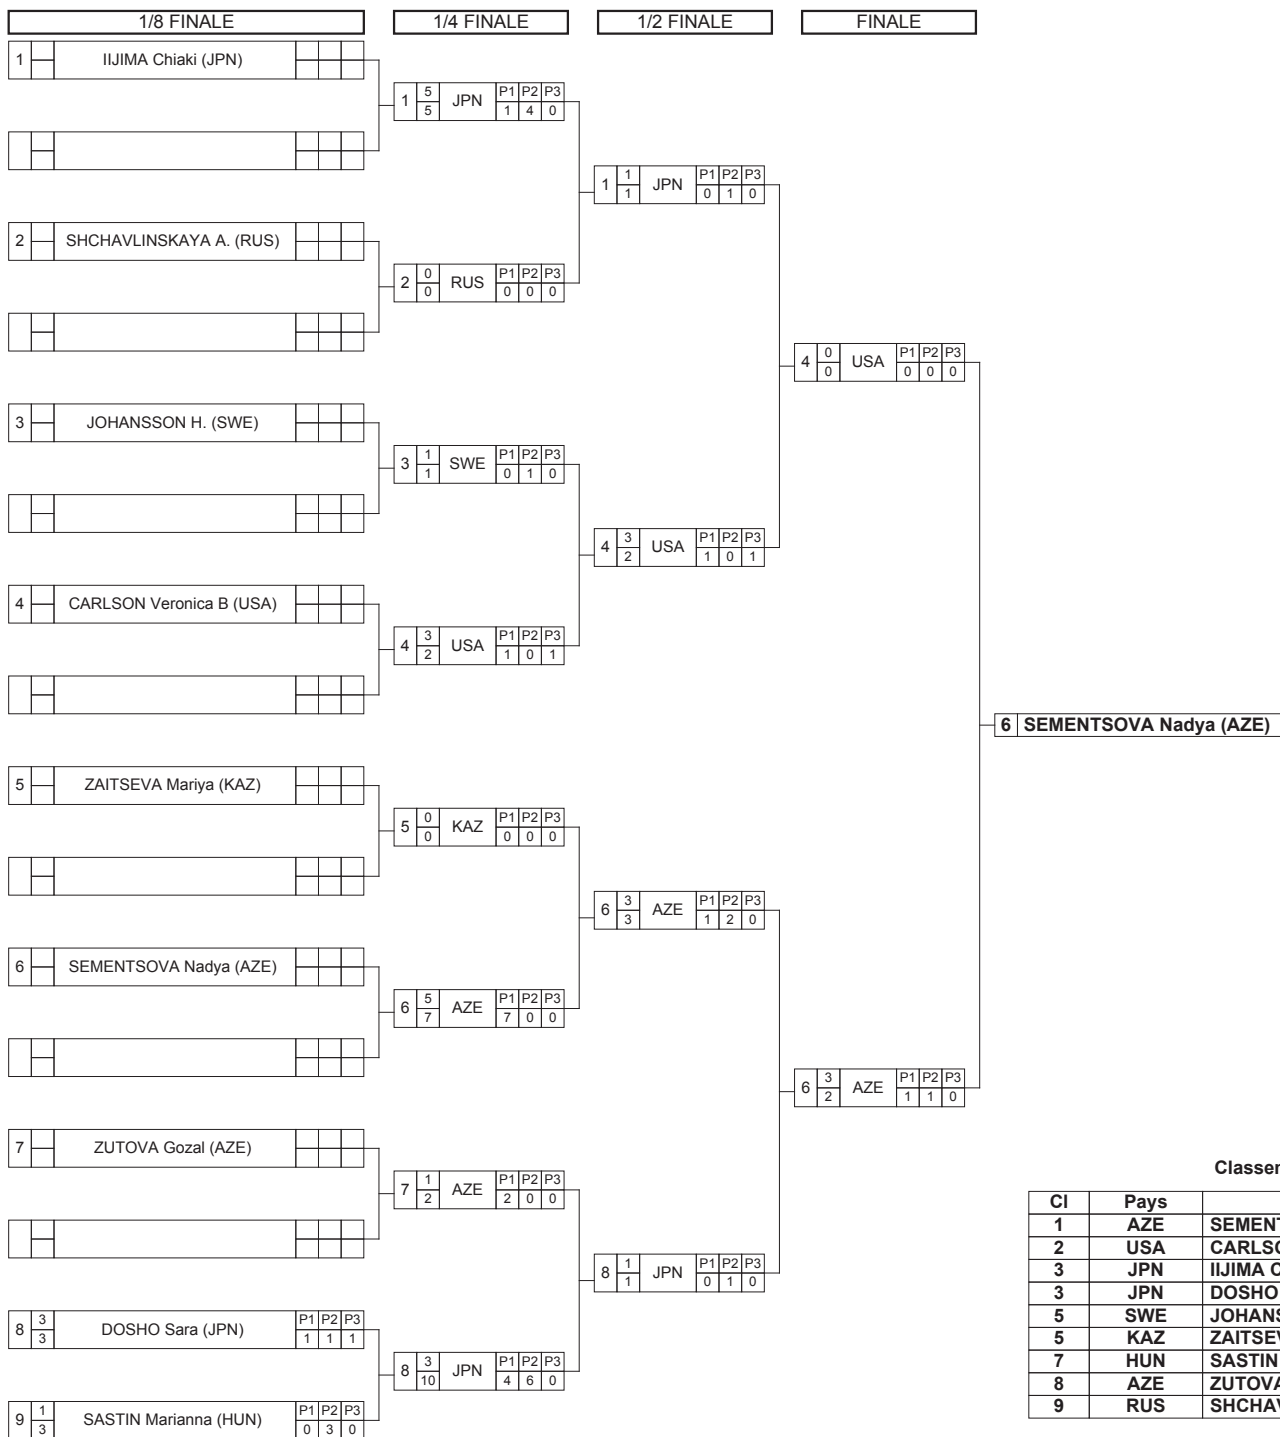 1/8 FINALE 1/4 FINALE 1/2 FINALE FINALE
1 IIJIMA Chiaki (JPN)
1 5 5 JPN P1 P2 P3 1 4 0
1 1 1 JPN P1 P2 P3 0 1 0
2 SHCHAVLINSKAYA A. (RUS)
2 0 0 RUS P1 P2 P3 0 0 0
4 0 0 USA P1 P2 P3 0 0 0
3 JOHANSSON H. (SWE)
3 1 1 SWE P1 P2 P3 0 1 0
4 3 2 USA P1 P2 P3 1 0 1
4 CARLSON Veronica B (USA)
4 3 2 USA P1 P2 P3 1 0 1
6 SEMENTSOVA Nadya (AZE)
5 ZAITSEVA Mariya (KAZ)
5 0 0 KAZ P1 P2 P3 0 0 0
6 3 3 AZE P1 P2 P3 1 2 0
6 SEMENTSOVA Nadya (AZE)
6 5 7 AZE P1 P2 P3 7 0 0
6 3 2 AZE P1 P2 P3 1 1 0
7 ZUTOVA Gozal (AZE)
7 1 2 AZE P1 P2 P3 2 0 0
8 1 1 JPN P1 P2 P3 0 1 0
8 3 3 DOSHO Sara (JPN) P1 P2 P3 1 1 1
8 3 10 JPN P1 P2 P3 4 6 0
9 1 3 SASTIN Marianna (HUN) P1 P2 P3 0 3 0
Classer
Cl Pays
1 AZE SEMENT
2 USA CARLSO
3 JPN IIJIMA C
3 JPN DOSHO
5 SWE JOHANS
5 KAZ ZAITSEV
7 HUN SASTIN
8 AZE ZUTOVA
9 RUS SHCHAV